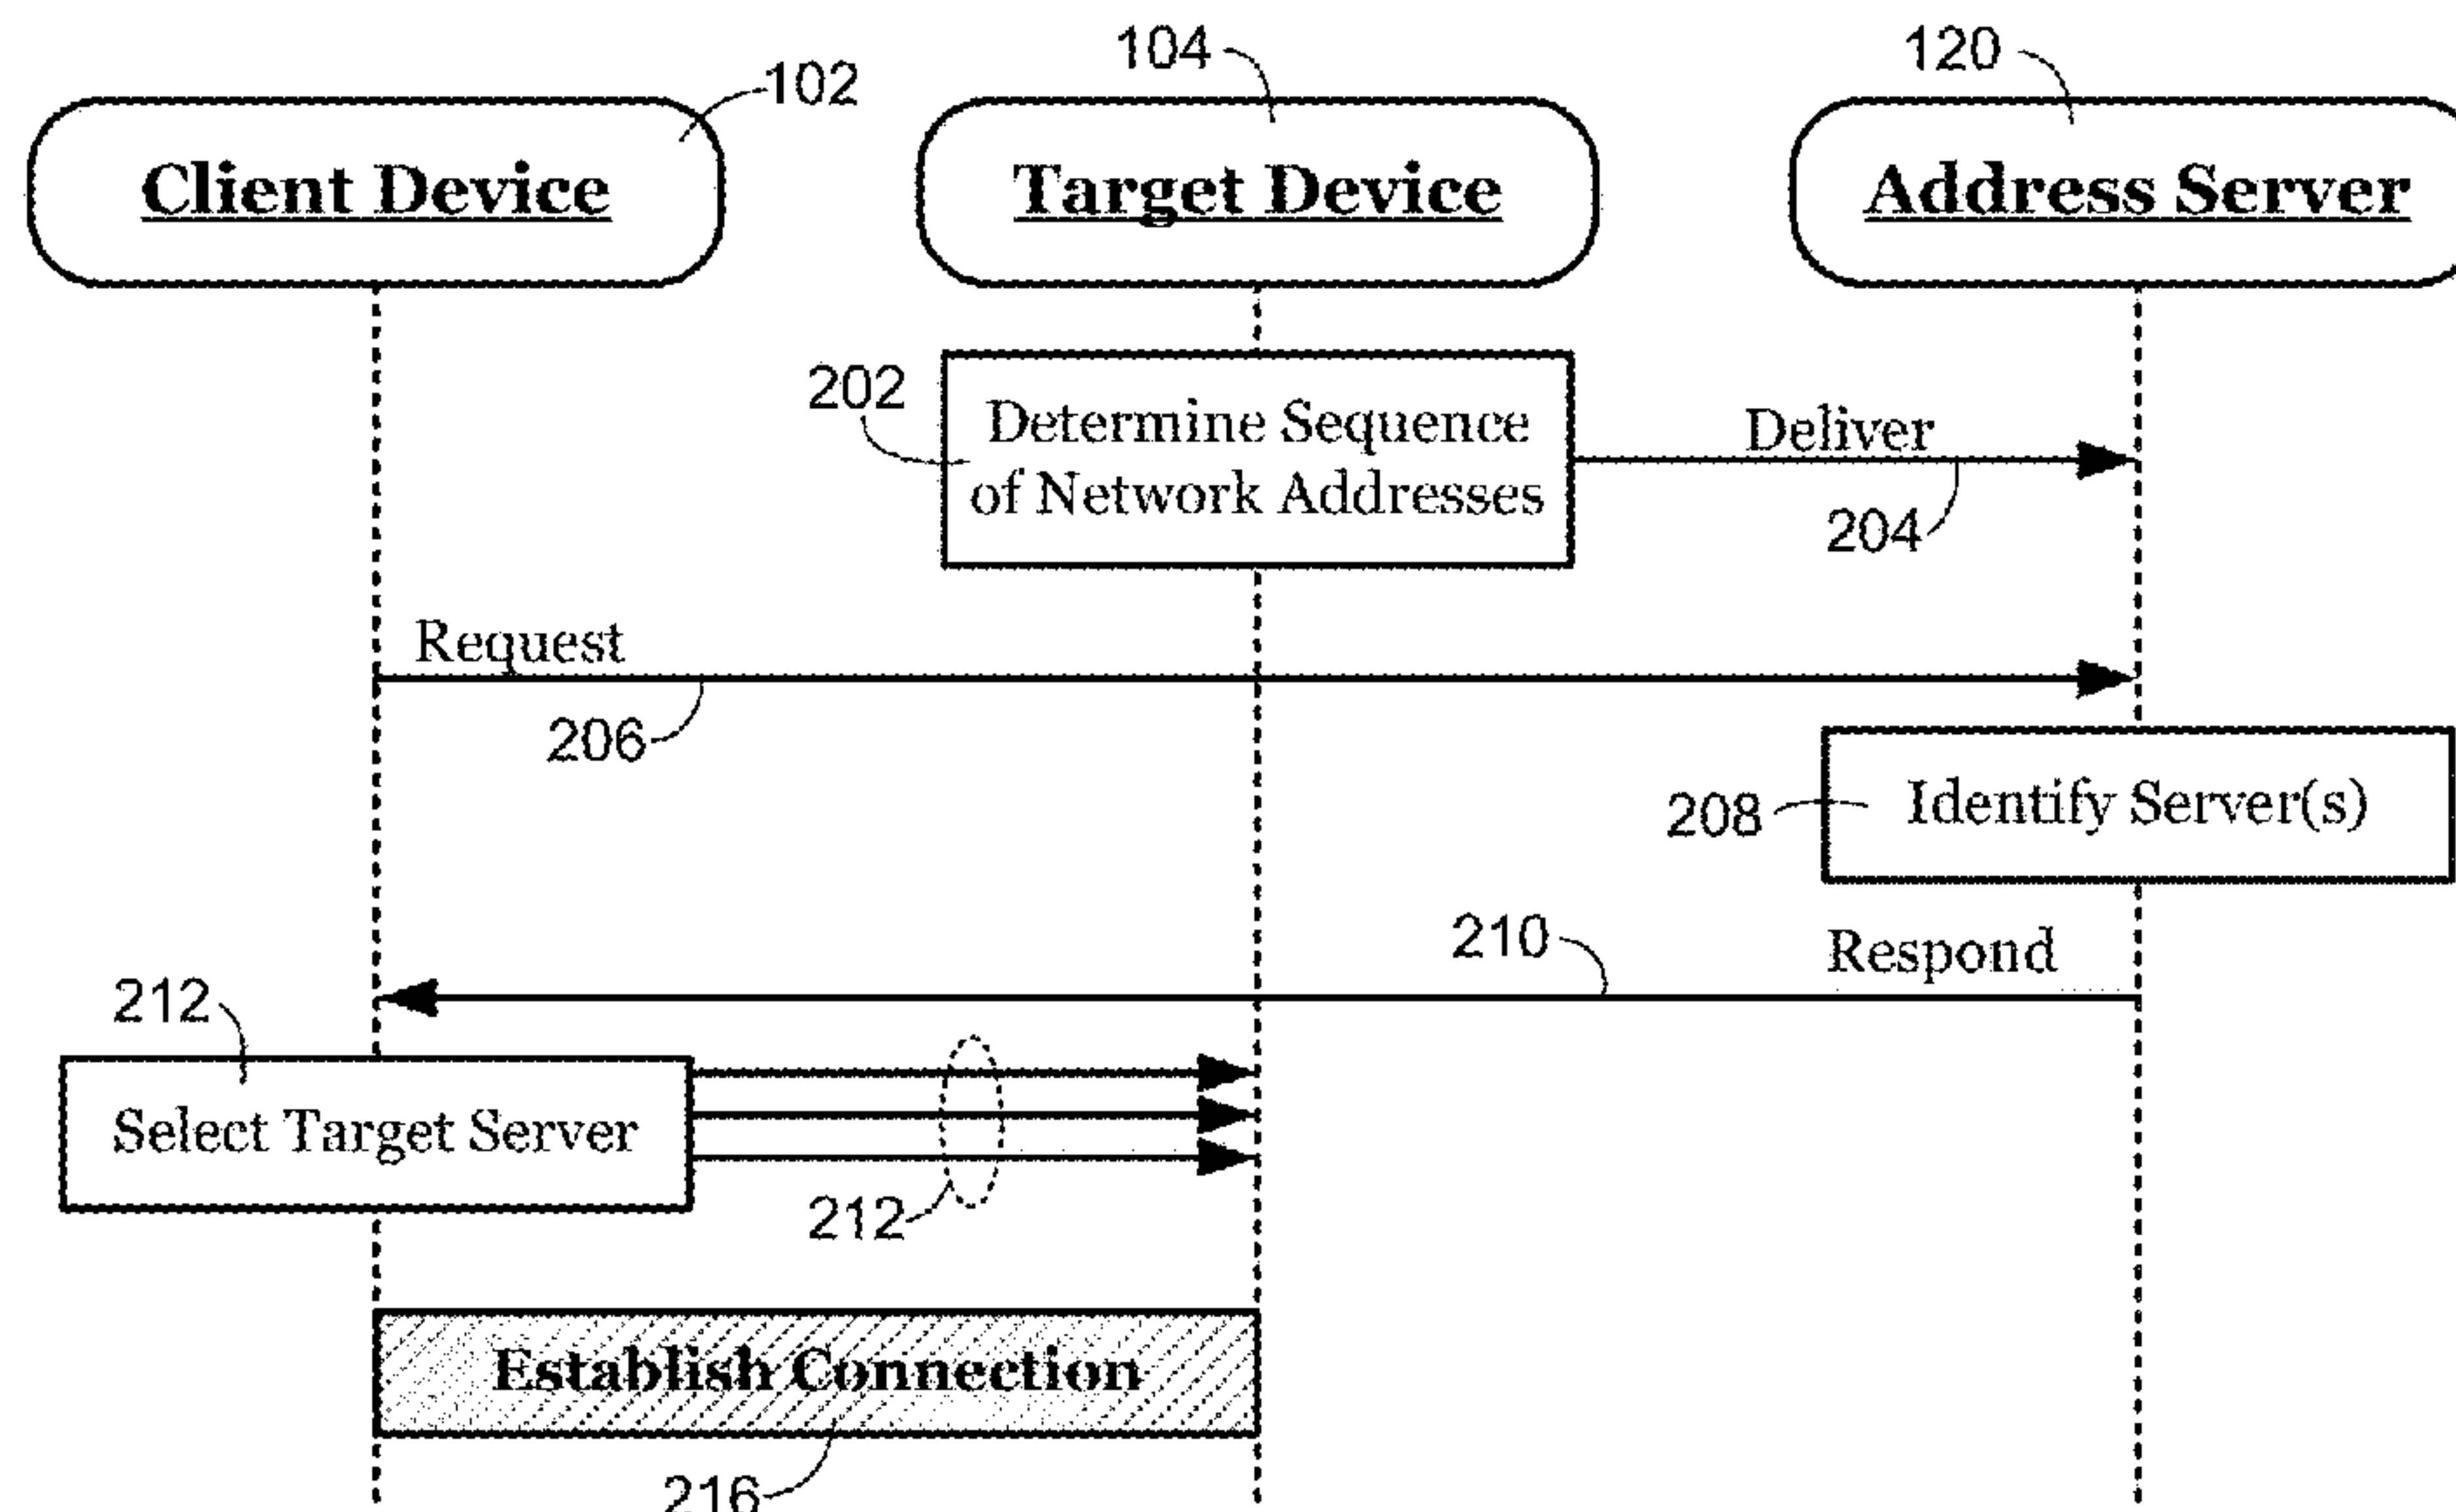 102
104
120
Client Device
Target Device
Address Server
202
Determine Sequence
of Network Addresses
Deliver
204
Request
206
208
Identify Server(s)
210
Respond
212
Select Target Server
212
Establish Connection
216